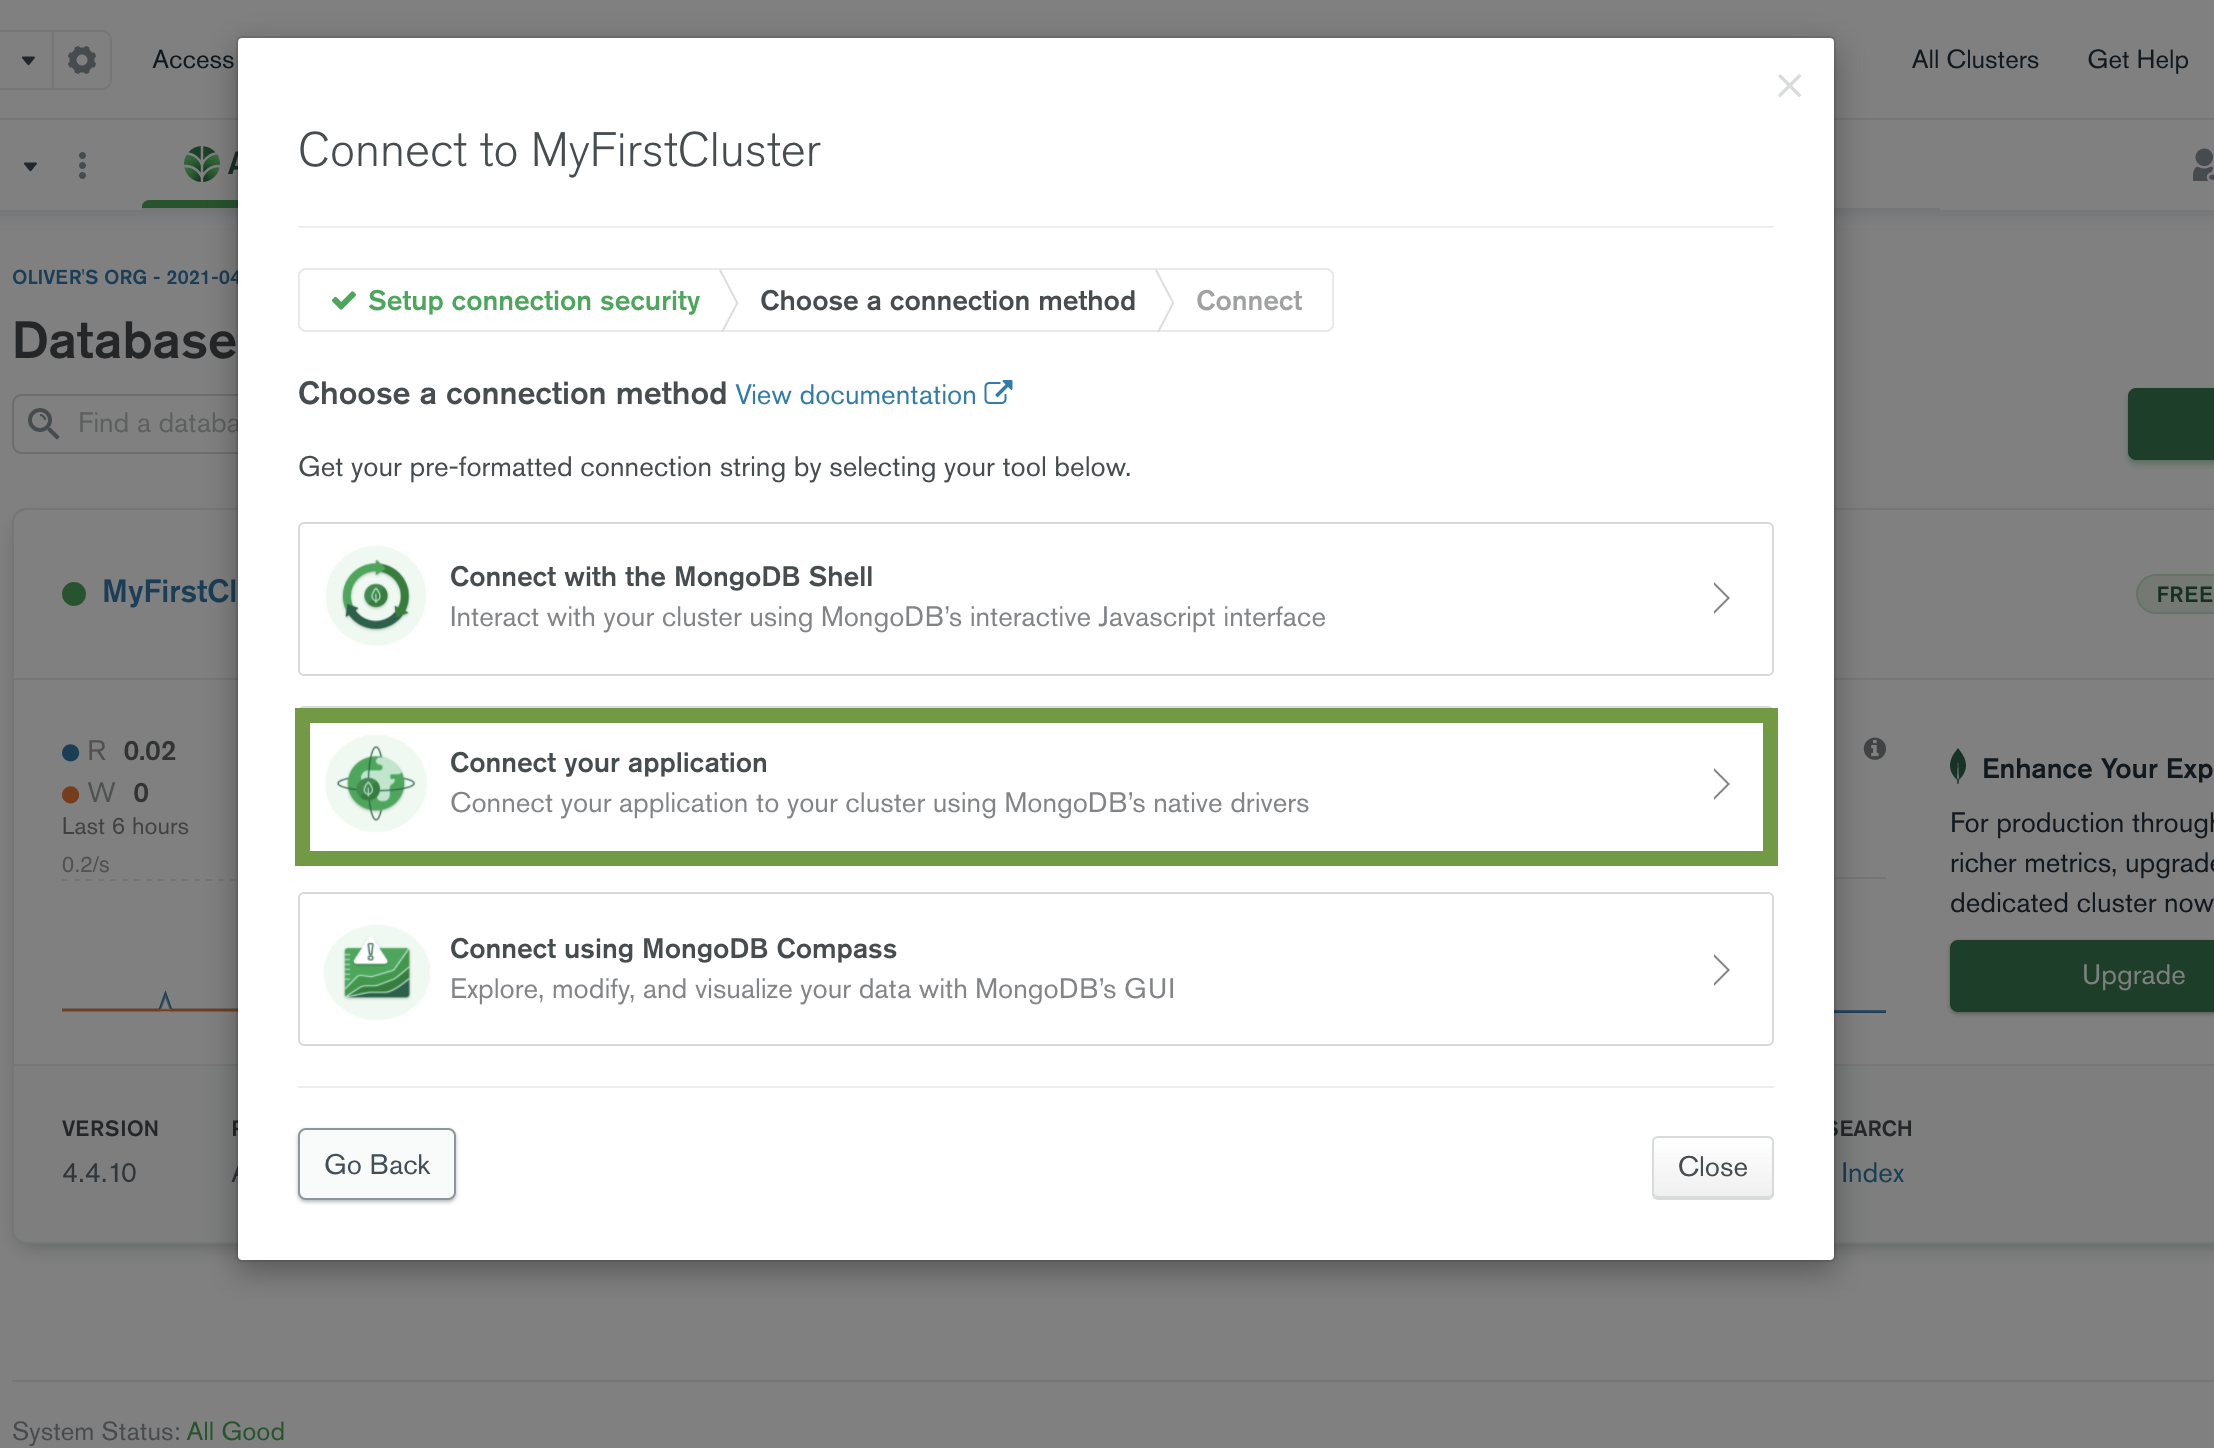 Access
All Clusters
Get Help
Connect to MyFirstCluster
OLIVER'S ORG - 2021-04
Setup connection security
Choose a connection method
Connect
Database
Choose a connection method View documentation
Find a databa
Get your pre-formatted connection string by selecting your tool below.
MyFirstCl
FREE
Connect with the MongoDB Shell
Interact with your cluster using MongoDB's interactive Javascript interface
R 0.02
W 0
Last 6 hours
0.2/s
Connect your application
Connect your application to your cluster using MongoDB's native drivers
Enhance Your Exp
For production through
richer metrics, upgrade
dedicated cluster now
Upgrade
Connect using MongoDB Compass
Explore, modify, and visualize your data with MongoDB's GUI
VERSION
4.4.10
SEARCH
Index
Go Back
Close
System Status: All Good